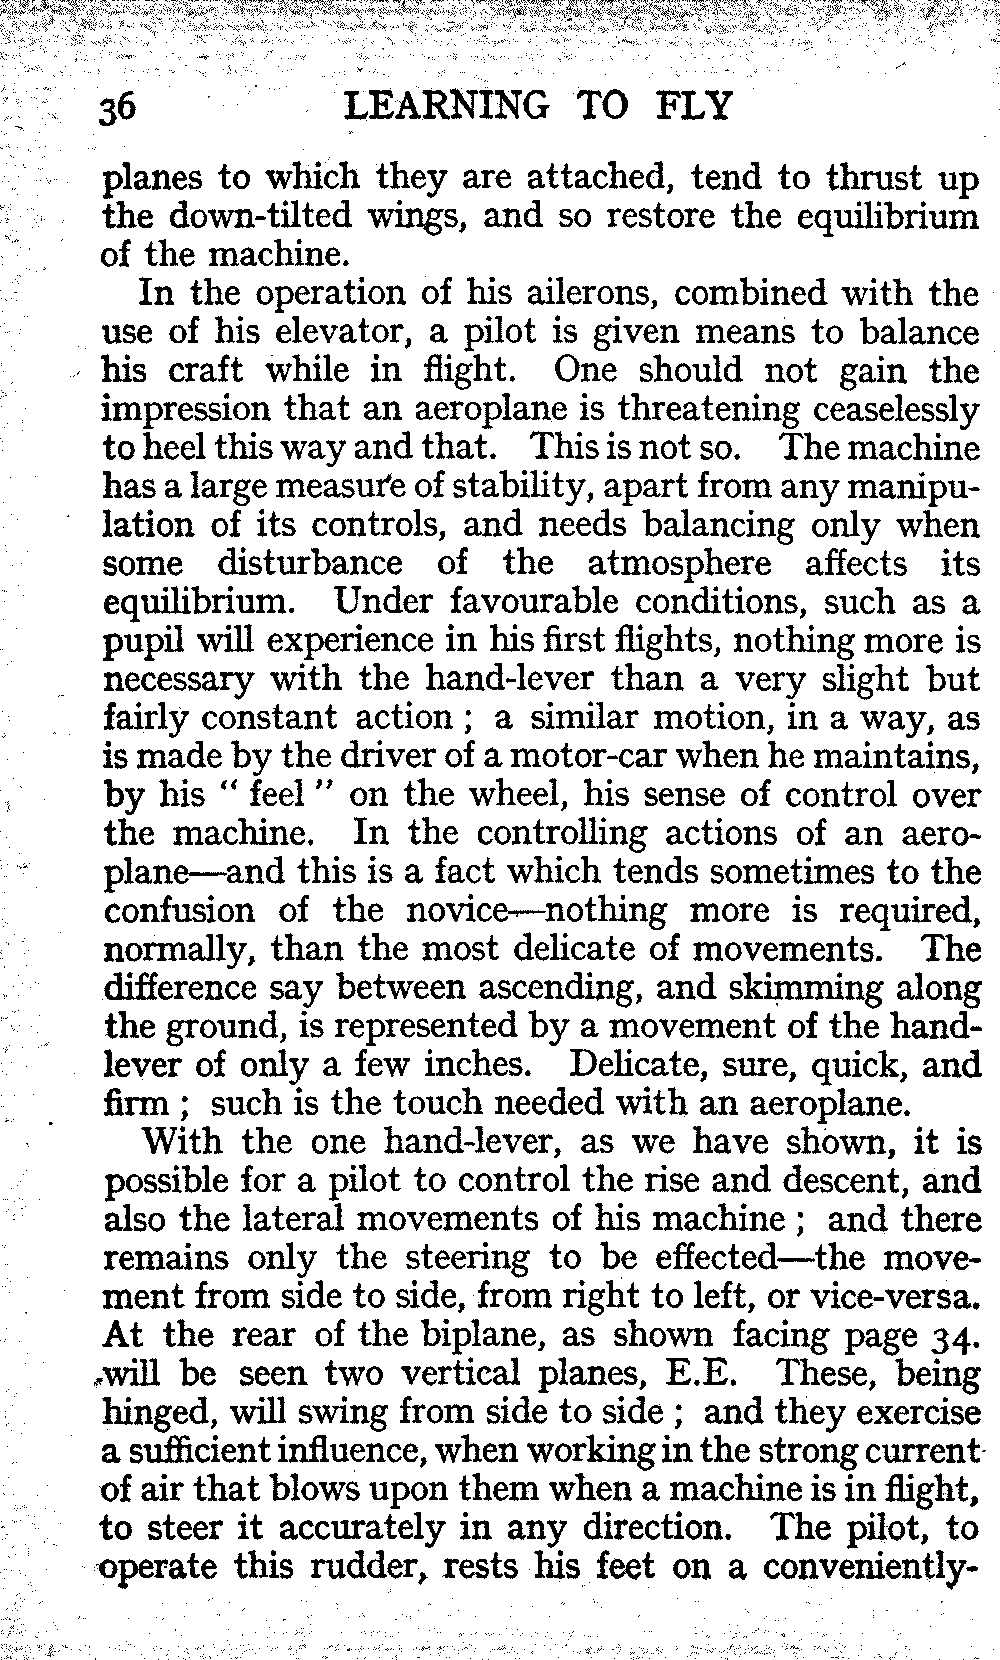 36 LEARNING TO FLY
planes to which they are attached, tend to thrust up
the down-tilted wings, and so restore the equilibrium
of the machine.
In the operation of his ailerons, combined with the
use of his elevator, a pilot is given means to balance
his craft while in flight. One should not gain the
impression that an aeroplane is threatening ceaselessly
to heel this way and that. This is not so. The machine
has a large measure of stability, apart from any manipu-
lation of its controls, and needs balancing only when
some disturbance of the atmosphere affects its
equilibrium. Under favourable conditions, such as a
pupil will experience in his first flights, nothing more is
necessary with the hand-lever than a very slight but
fairly constant action ; a similar motion, in a way, as
is made by the driver of a motor-car when he maintains,
by his " feel " on the wheel, his sense of control over
the machine. In the controlling actions of an aero-
plane—and this is a fact which tends sometimes to the
confusion of the novice—nothing more is required,
normally, than the most delicate of movements. The
difference say between ascending, and skimming along
the ground, is represented by a movement of the hand-
lever of only a few inches. Delicate, sure, quick, and
firm ; such is the touch needed with an aeroplane.
With the one hand-lever, as we have shown, it is
possible for a pilot to control the rise and descent, and
also the lateral movements of his machine ; and there
remains only the steering to be effected—the move-
ment from side to side, from right to left, or vice-versa.
At the rear of the biplane, as shown facing page 34.
will be seen two vertical planes, E.E. These, being
hinged, will swing from side to side ; and they exercise
a sufficient influence, when working in the strong current
of air that blows upon them when a machine is in flight,
to steer it accurately in any direction. The pilot, to
operate this rudder, rests his feet on a conveniently-